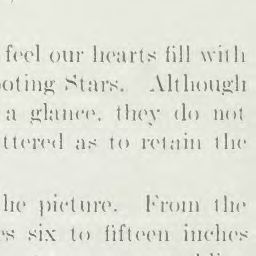 feel our hearts fill with
ooting Stars. Although
a glance, they do not
ttered as to retain the
he picture. From the
es six to fifteen inches